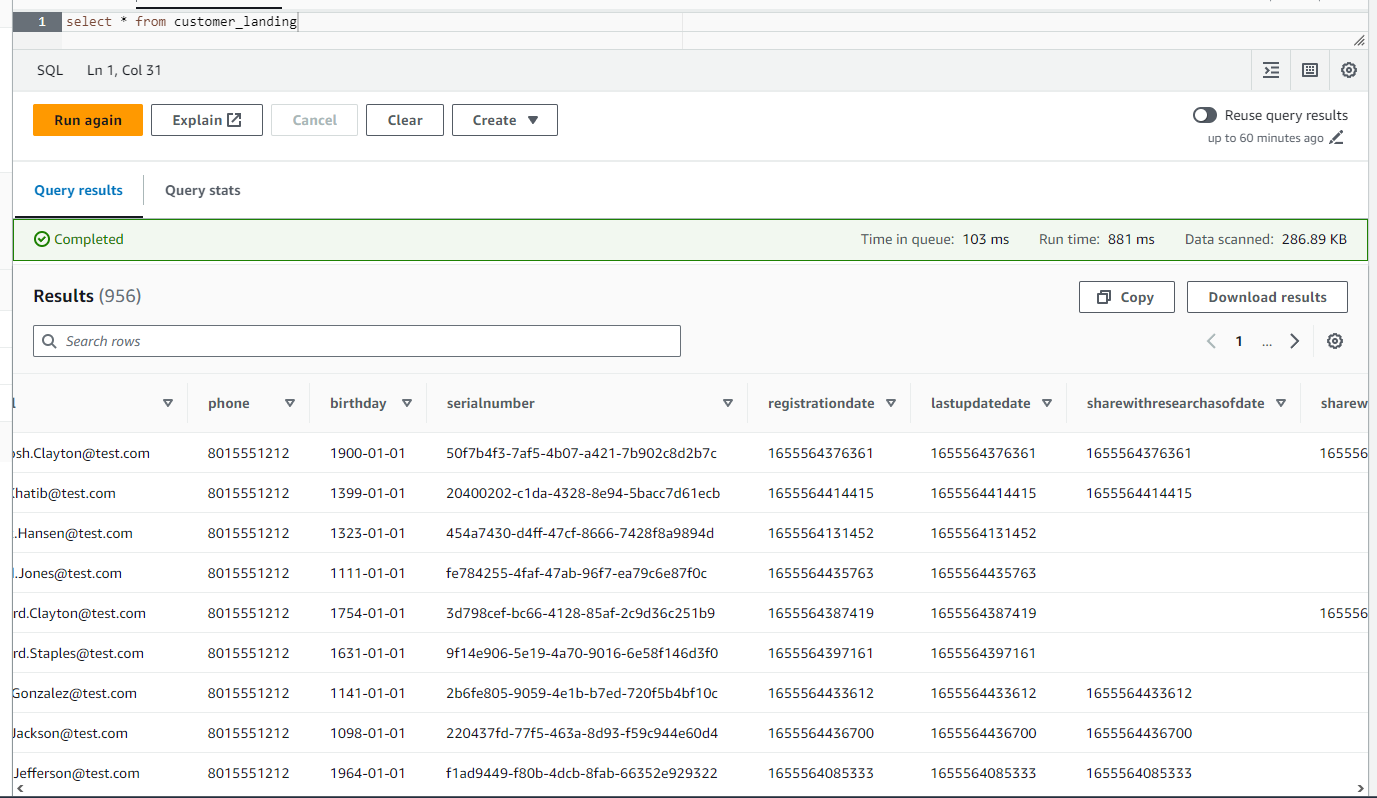 1 select * from customer_landing
SQL Ln 1, Col 31
Run again Explain Cancel Clear Create Reuse query results
up to 60 minutes ago
Query results Query stats
Completed Time in queue: 103 ms Run time: 881 ms Data scanned: 286.89 KB
Results (956) Copy Download results
Search rows 1 ...
l phone birthday serialnumber registrationdate lastupdatedate sharewithresearchasofdate sharew
osh.Clayton@test.com 8015551212 1900-01-01 50f7b4f3-7af5-4b07-a421-7b902c8d2b7c 1655564376361 1655564376361 1655564376361 165556
Khatib@test.com 8015551212 1399-01-01 20400202-c1da-4328-8e94-5bacc7d61ecb 1655564414415 1655564414415 1655564414415
.Hansen@test.com 8015551212 1323-01-01 454a7430-d4ff-47cf-8666-7428f8a9894d 1655564131452 1655564131452
.Jones@test.com 8015551212 1111-01-01 fe784255-4faf-47ab-96f7-ea79c6e87f0c 1655564435763 1655564435763
rd.Clayton@test.com 8015551212 1754-01-01 3d798cef-bc66-4128-85af-2c9d36c251b9 1655564387419 1655564387419 165556
rd.Staples@test.com 8015551212 1631-01-01 9f14e906-5e19-4a70-9016-6e58f146d3f0 1655564397161 1655564397161
Gonzalez@test.com 8015551212 1141-01-01 2b6fe805-9059-4e1b-b7ed-720f5b4bf10c 1655564433612 1655564433612 1655564433612
Jackson@test.com 8015551212 1098-01-01 220437fd-77f5-463a-8d93-f59c944e60d4 1655564436700 1655564436700 1655564436700
Jefferson@test.com 8015551212 1964-01-01 f1ad9449-f80b-4dcb-8fab-66352e929322 1655564085333 1655564085333 1655564085333